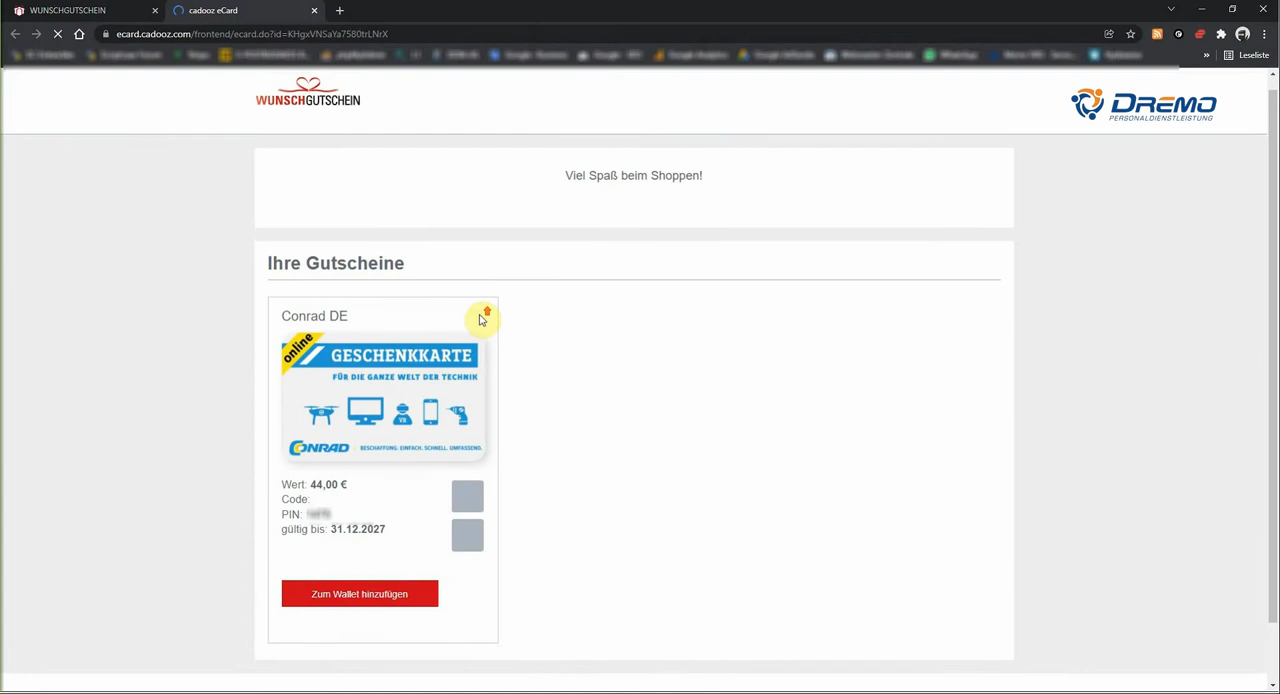 WUNSCHGUTSCHEIN
cadooz eCard
ecard.cadooz.com/frontend/ecard.do?id=KHgxVNSaYa7580trLNrX
Leseliste
WUNSCHGUTSCHEIN
DREMO
PERSONALDIENSTLEISTUNG
Viel Spaß beim Shoppen!
Ihre Gutscheine
Conrad DE
online
GESCHENKKARTE
FÜR DIE GANZE WELT DER TECHNIK
VR
CONRAD
BESCHAFFUNG. EINFACH. SCHNELL. UMFASSEND.
Wert: 44,00 €
Code:
PIN:
gültig bis: 31.12.2027
Zum Wallet hinzufügen